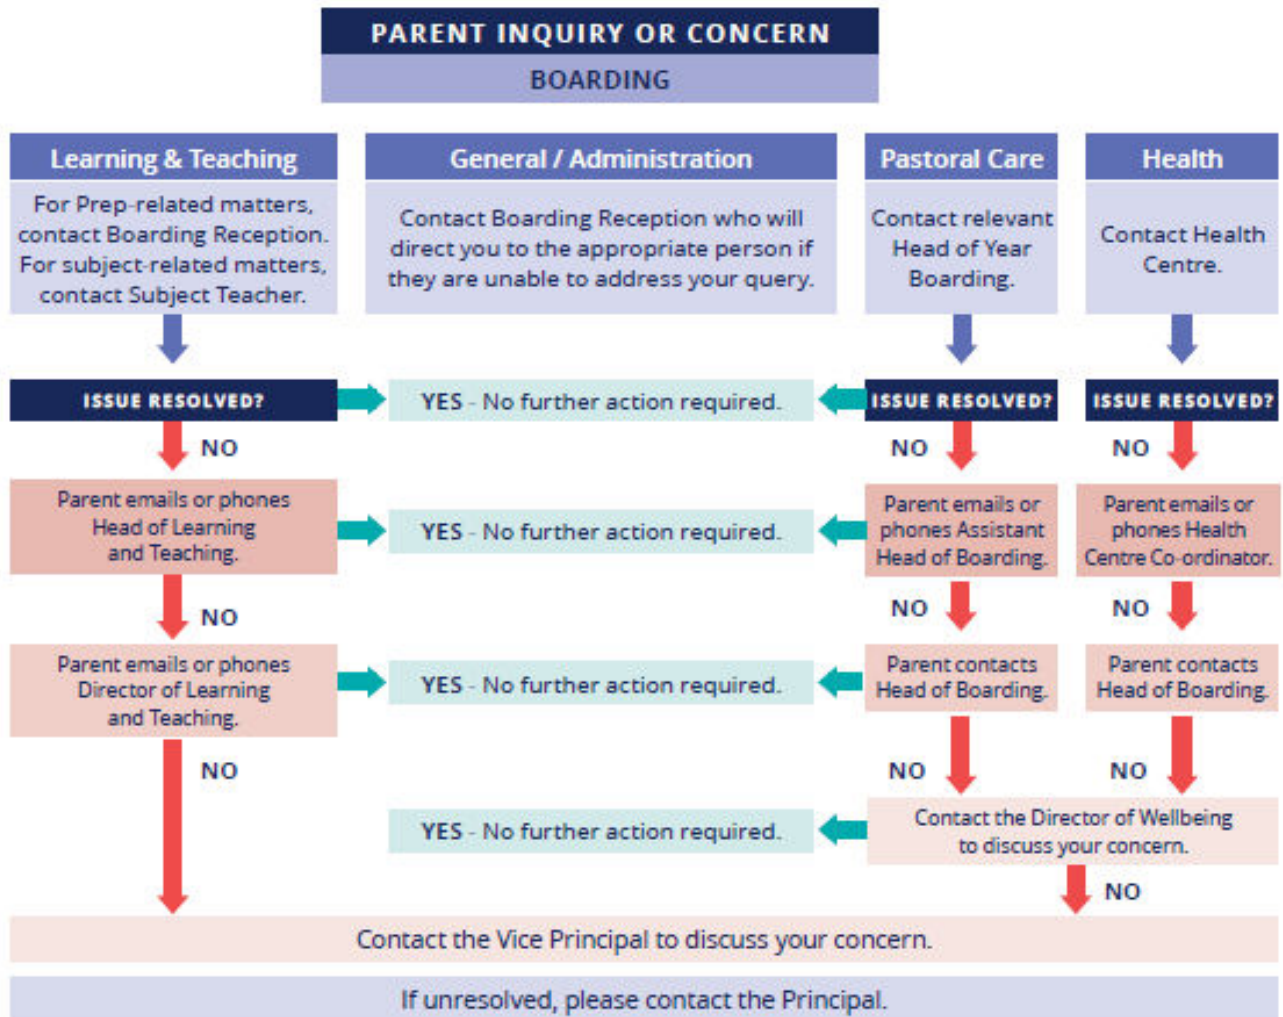 PARENT INQUIRY OR CONCERN
BOARDING
Learning & Teaching
For Prep-related matters,
contact Boarding Reception.
For subject-related matters,
contact Subject Teacher.
General / Administration
Contact Boarding Reception who will
direct you to the appropriate person if
they are unable to address your query.
Pastoral Care
Contact relevant
Head of Year
Boarding.
Health
Contact Health
Centre.
ISSUE RESOLVED?
YES - No further action required.
ISSUE RESOLVED?
ISSUE RESOLVED?
NO
NO
NO
Parent emails or phones
Head of Learning
and Teaching.
YES - No further action required.
Parent emails or
phones Assistant
Head of Boarding.
Parent emails or
phones Health
Centre Co-ordinator.
NO
NO
NO
Parent emails or phones
Director of Learning
and Teaching.
YES - No further action required.
Parent contacts
Head of Boarding.
Parent contacts
Head of Boarding.
NO
NO
NO
YES - No further action required.
Contact the Director of Wellbeing
to discuss your concern.
NO
Contact the Vice Principal to discuss your concern.
If unresolved, please contact the Principal.